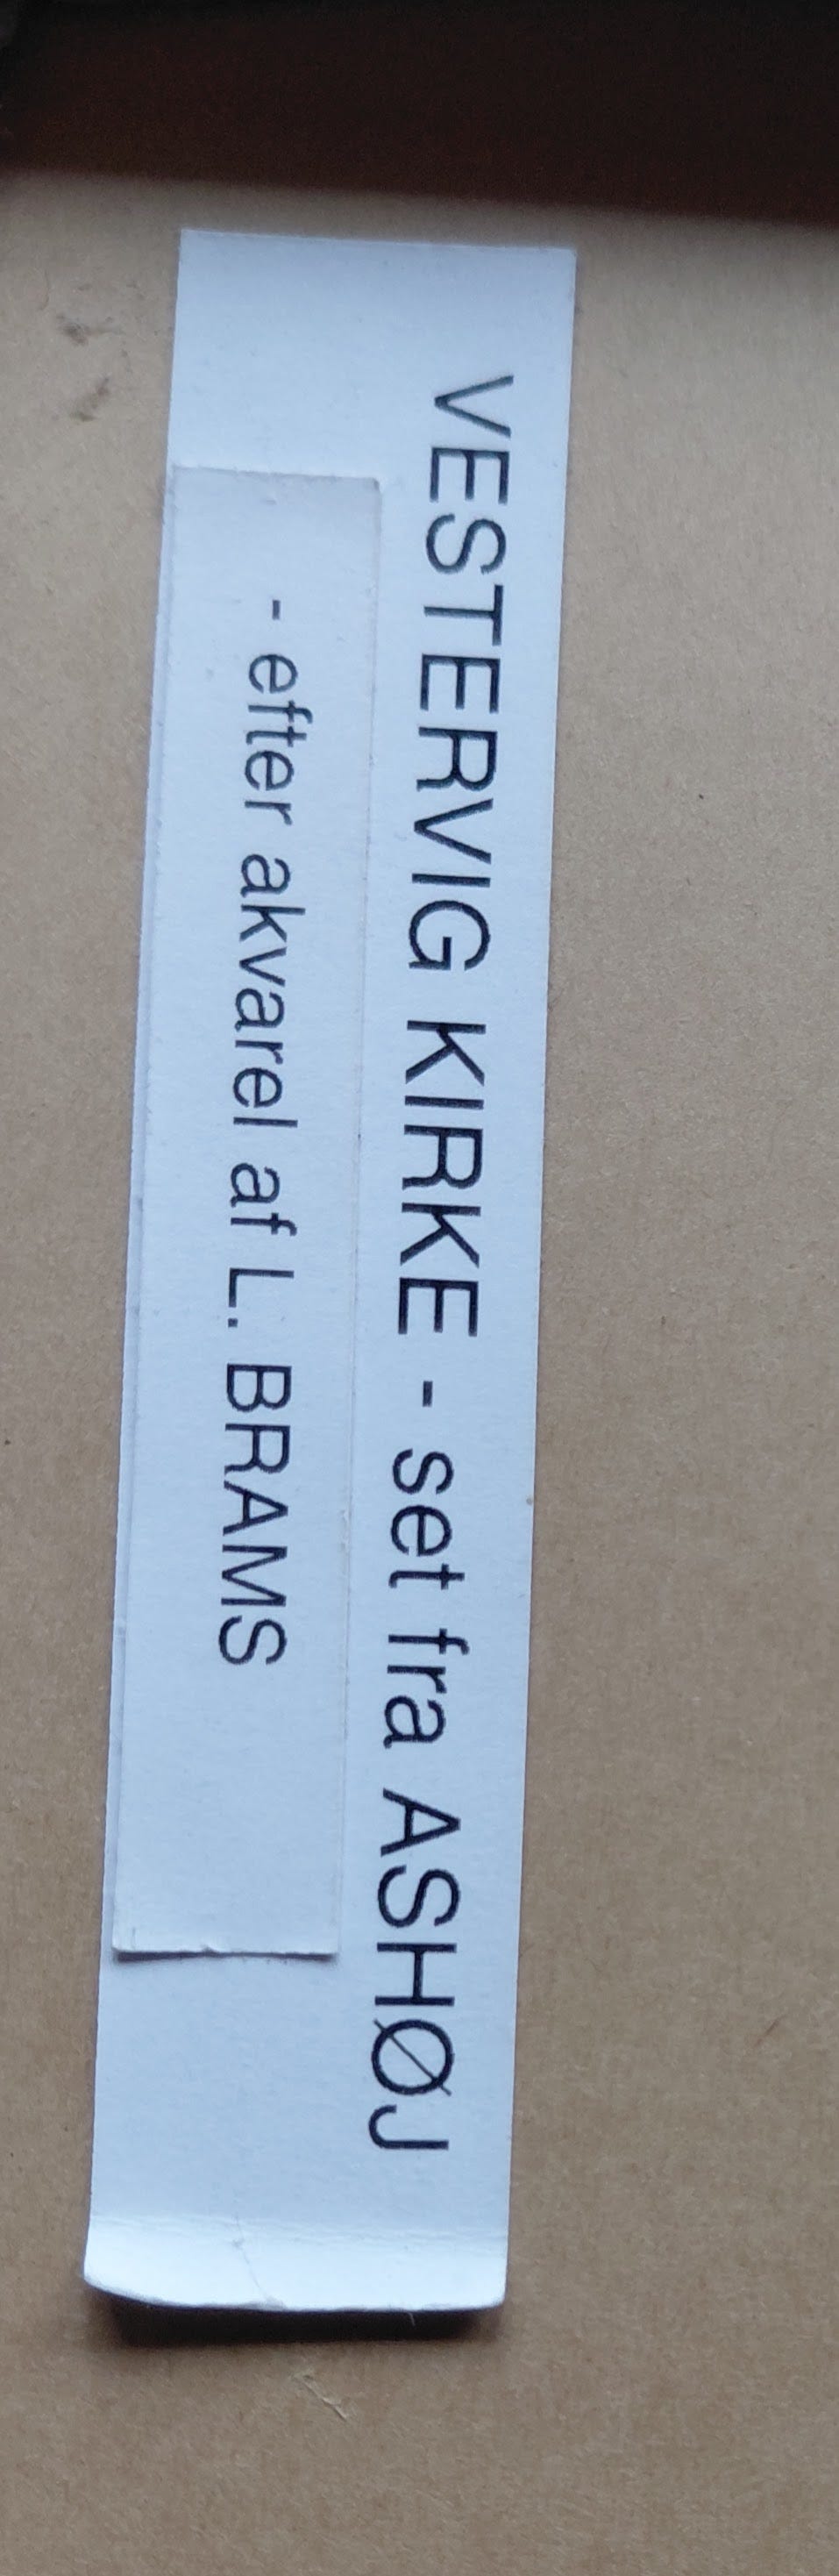 VESTERVIG KIRKE - set fra ASHØJ
- efter akvarel af L. BRAMS